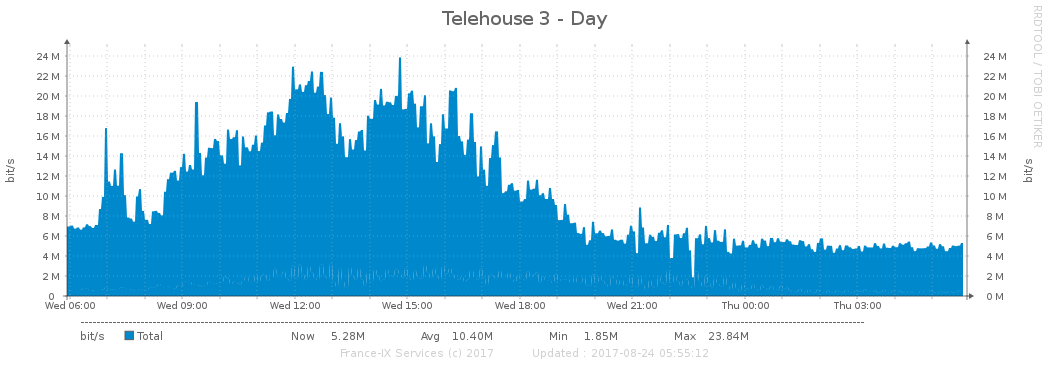 Telehouse 3 - Day
RRDTOOL / TOBI OETIKER
bit/s
24 M 24 M
22 M 22 M
20 M 20 M
18 M 18 M
16 M 16 M
14 M 14 M
12 M 12 M
10 M 10 M
8 M 8 M
6 M 6 M
4 M 4 M
2 M 2 M
0 0 M
bit/s
Wed 06:00 Wed 09:00 Wed 12:00 Wed 15:00 Wed 18:00 Wed 21:00 Thu 00:00 Thu 03:00
bit/s Total Now 5.28M Avg 10.40M Min 1.85M Max 23.84M
France-IX Services (c) 2017 Updated : 2017-08-24 05:55:12